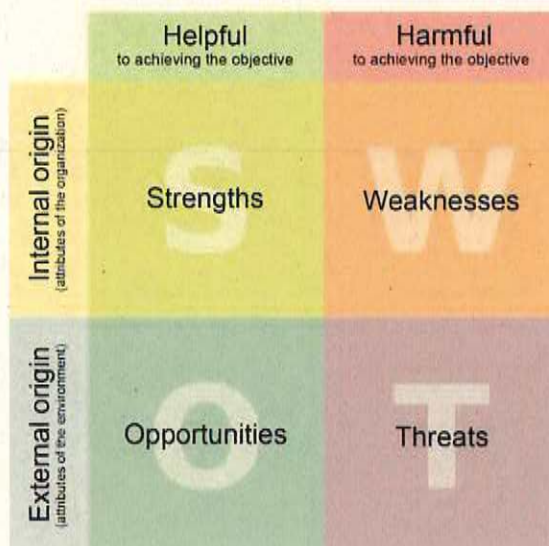 Helpful
to achieving the objective
Harmful
to achieving the objective
Internal origin
(attributes of the organization)
S
Strengths
W
Weaknesses
External origin
(attributes of the environment)
O
Opportunities
T
Threats